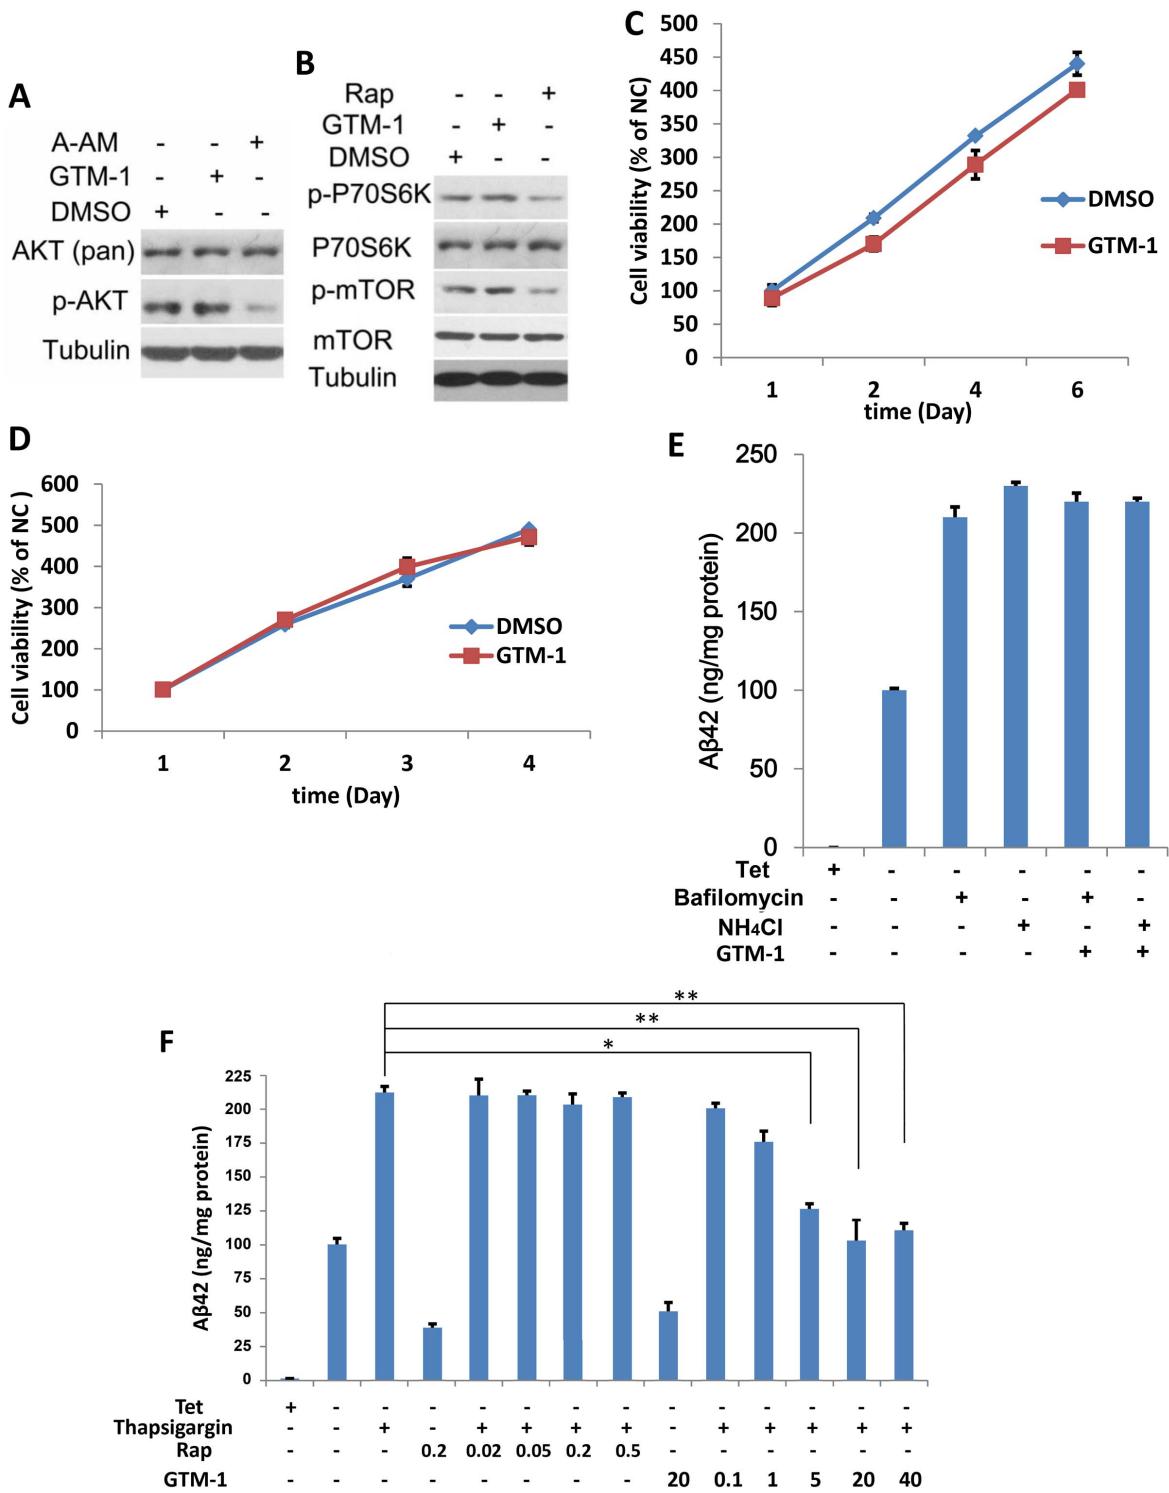 A
A-AM - - +
GTM-1 - + -
DMSO + - -
AKT (pan)
p-AKT
Tubulin
B
Rap - - +
GTM-1 - + -
DMSO + - -
p-P70S6K
P70S6K
p-mTOR
mTOR
Tubulin
C
Cell viability (% of NC)
500
450
400
350
300
250
200
150
100
50
0
1 2 4 6
time (Day)
DMSO
GTM-1
D
Cell viability (% of NC )
600
500
400
300
200
100
0
1 2 3 4
time (Day)
DMSO
GTM-1
E
Aβ42 (ng/mg protein)
250
200
150
100
50
0
Tet + - - - - -
Bafilomycin - - + - + -
NH4Cl - - - + - +
GTM-1 - - - - + +
F
**
**
*
Aβ42 (ng/mg protein)
225
200
175
150
125
100
75
50
25
0
Tet + - - - - - - - - - - - - -
Thapsigargin - - + - + + + + - + + + + +
Rap - - - 0.2 0.02 0.05 0.2 0.5 - - - - - -
GTM-1 - - - - - - - - 20 0.1 1 5 20 40